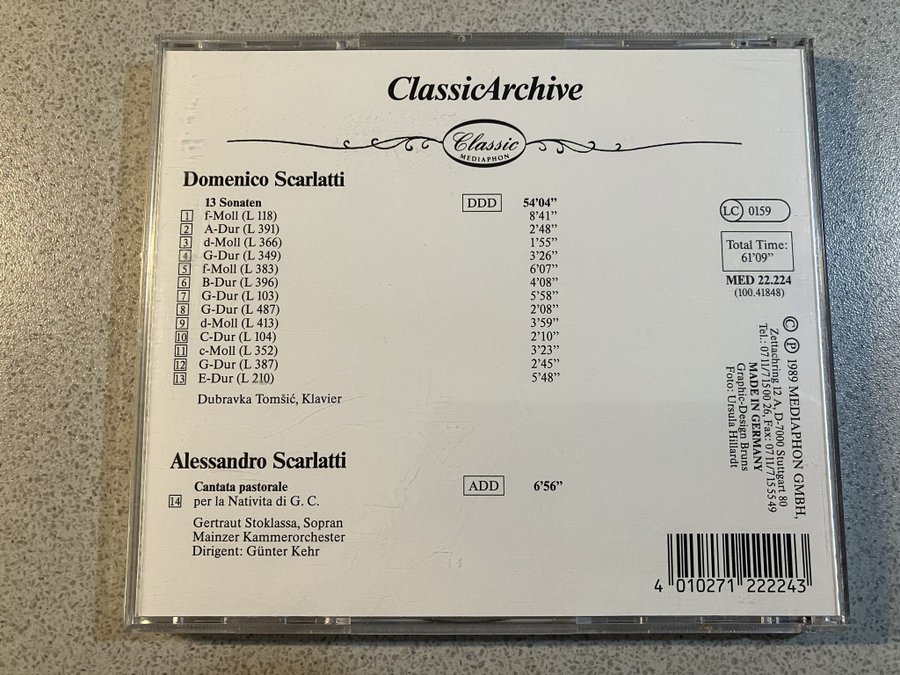 ClassicArchive
Classic
MEDIAPHON
Domenico Scarlatti
13 Sonaten DDD 54’04”
1 f-Moll (L 118) 8’41”
2 A-Dur (L 391) 2’48”
3 d-Moll (L 366) 1’55”
4 G-Dur (L 349) 3’26”
5 f-Moll (L 383) 6’07”
6 B-Dur (L 396) 4’08”
7 G-Dur (L 103) 5’58”
8 G-Dur (L 487) 2’08”
9 d-Moll (L 413) 3’59”
10 C-Dur (L 104) 2’10”
11 c-Moll (L 352) 3’23”
12 G-Dur (L 387) 2’45”
13 E-Dur (L 210) 5’48”
Dubravka Tomšić, Klavier
Alessandro Scarlatti
Cantata pastorale ADD 6’56”
14 per la Nativita di G. C.
Gertraut Stoklassa, Sopran
Mainzer Kammerorchester
Dirigent: Günter Kehr
LC 0159
Total Time:
61’09”
MED 22.224
(100.41848)
© ℗ 1989 MEDIAPHON GMBH,
Zettachring 12 A, D-7000 Stuttgart 80
Tel.: 0711/715 00 26, Fax: 0711/715 55 49
MADE IN GERMANY
Graphic-Design Bruns
Foto: Ursula Hillardt
4 010271 222243